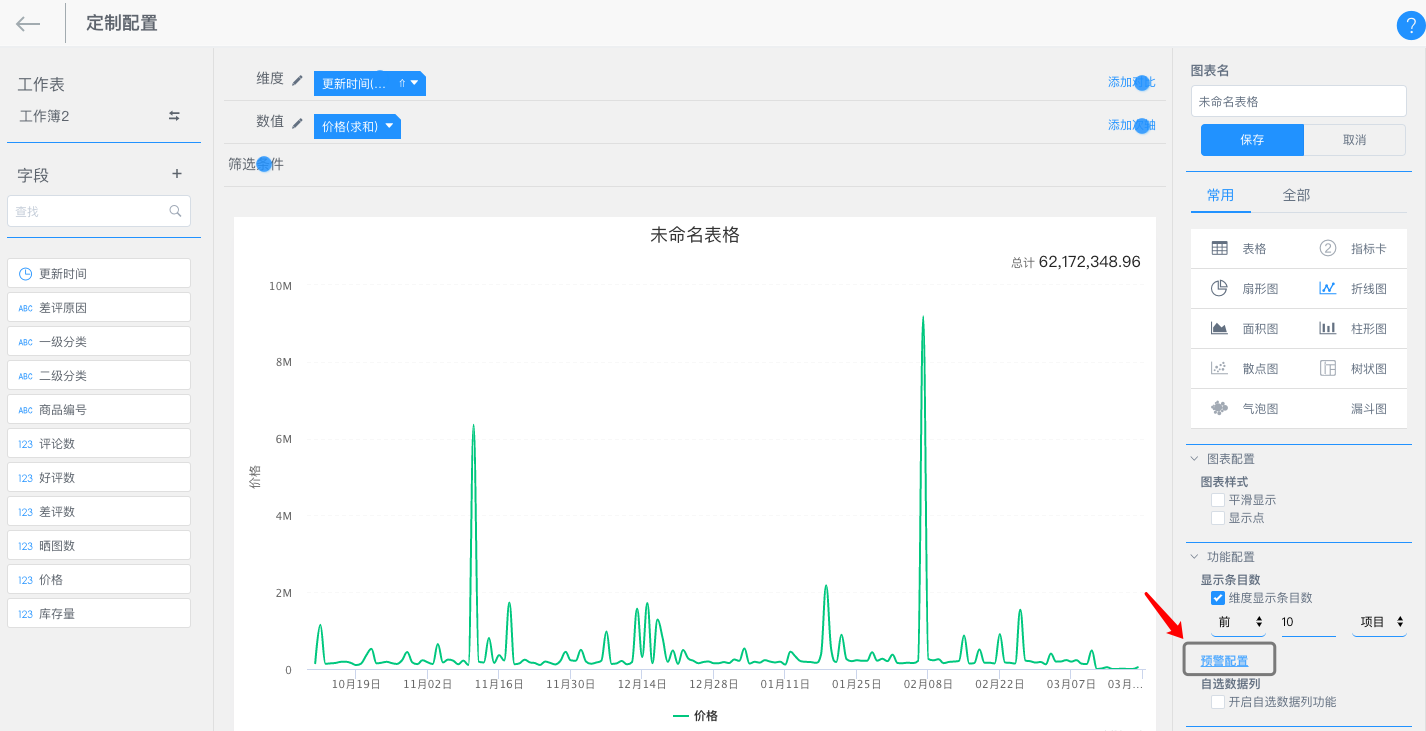 定制配置
?
工作表
工作簿2
字段
查找
更新时间
ABC 差评原因
ABC 一级分类
ABC 二级分类
ABC 商品编号
123 评论数
123 好评数
123 差评数
123 晒图数
123 价格
123 库存量
维度
更新时间(...
数值
价格(求和)
筛选条件
添加对比
添加次轴
未命名表格
总计 62,172,348.96
10M
8M
6M
4M
2M
0
价格
10月19日 11月02日 11月16日 11月30日 12月14日 12月28日 01月11日 01月25日 02月08日 02月22日 03月07日 03月...
价格
图表名
未命名表格
保存 取消
常用 全部
表格 2 指标卡
扇形图 折线图
面积图 柱形图
散点图 树状图
气泡图 漏斗图
图表配置
图表样式
平滑显示
显示点
功能配置
显示条目数
维度显示条目数
前 10 项目
预警配置
自选数据列
开启自选数据列功能